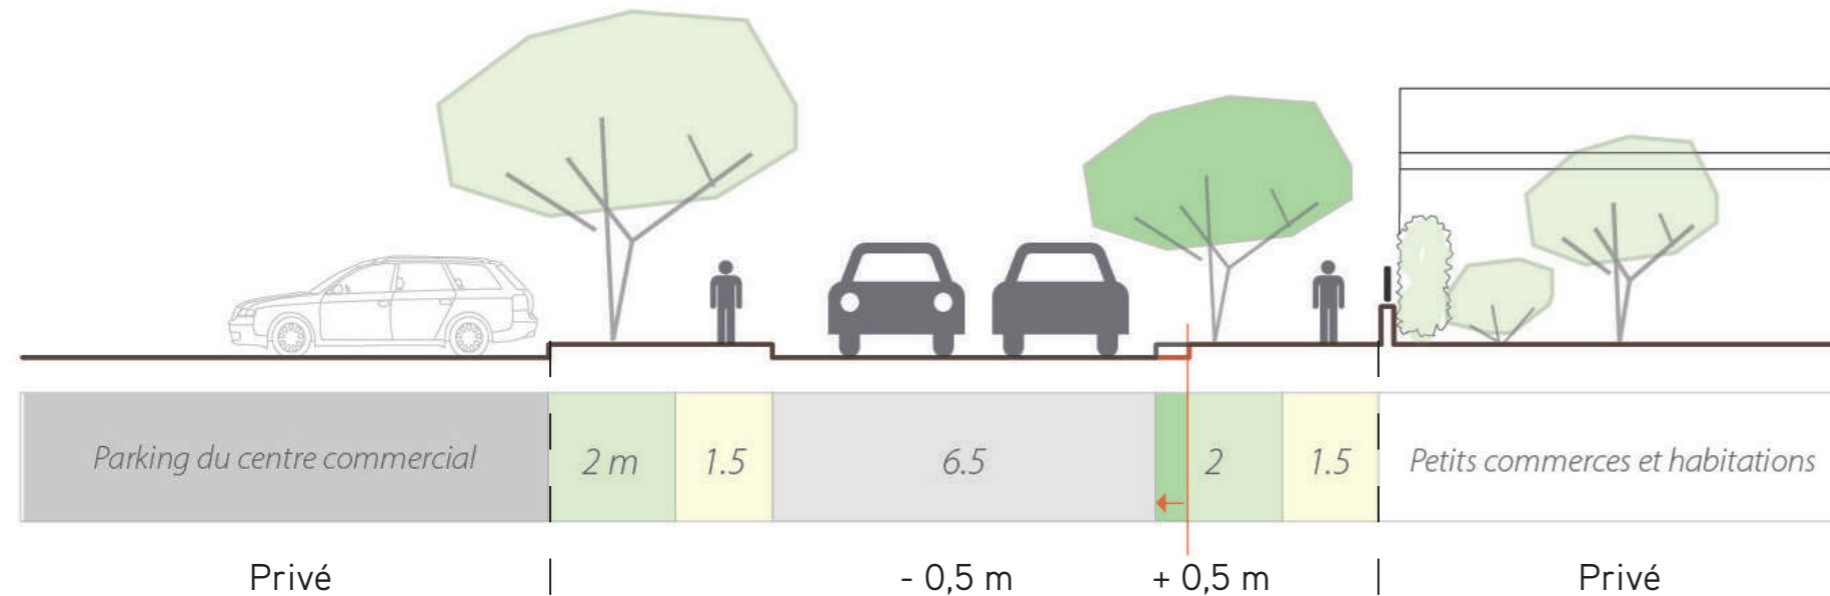 Parking du centre commercial
2 m
1.5
6.5
2
1.5
Petits commerces et habitations
Privé
- 0,5 m
+ 0,5 m
Privé